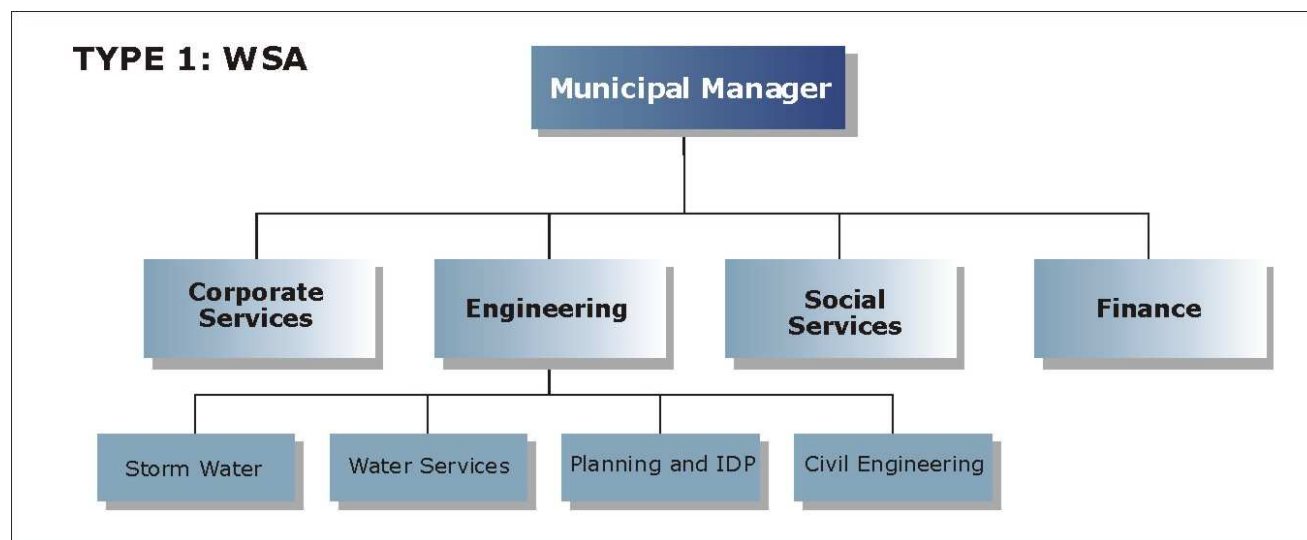 TYPE 1: WSA
Municipal Manager
Corporate
Services
Engineering
Social
Services
Finance
Storm Water
Water Services
Planning and IDP
Civil Engineering